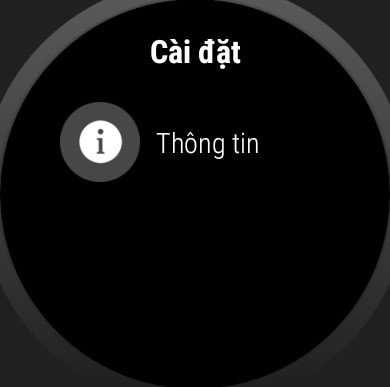 Cài đặt
Thông tin